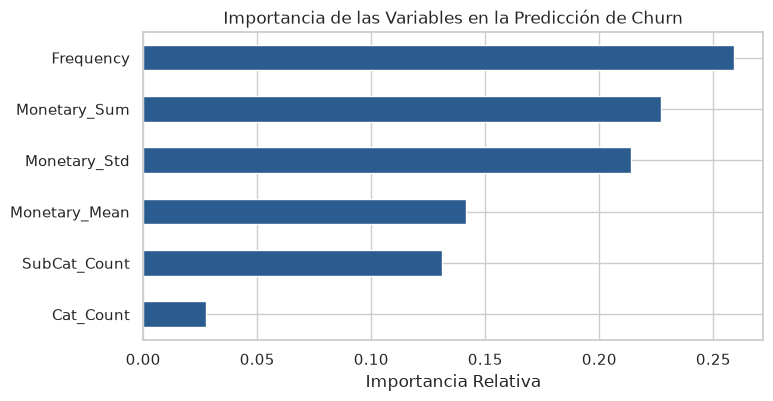 Importancia de las Variables en la Predicción de Churn
Frequency
Monetary_Sum
Monetary_Std
Monetary_Mean
SubCat_Count
Cat_Count
0.00 0.05 0.10 0.15 0.20 0.25
Importancia Relativa